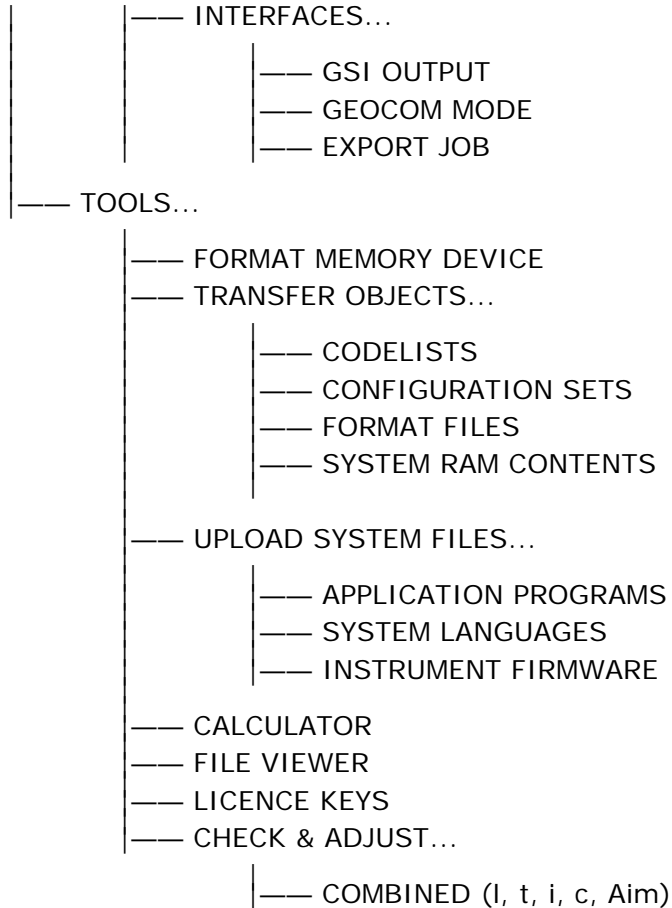 INTERFACES...
GSI OUTPUT
GEOCOM MODE
EXPORT JOB
TOOLS...
FORMAT MEMORY DEVICE
TRANSFER OBJECTS...
CODELISTS
CONFIGURATION SETS
FORMAT FILES
SYSTEM RAM CONTENTS
UPLOAD SYSTEM FILES...
APPLICATION PROGRAMS
SYSTEM LANGUAGES
INSTRUMENT FIRMWARE
CALCULATOR
FILE VIEWER
LICENCE KEYS
CHECK & ADJUST...
COMBINED (l, t, i, c, Aim)